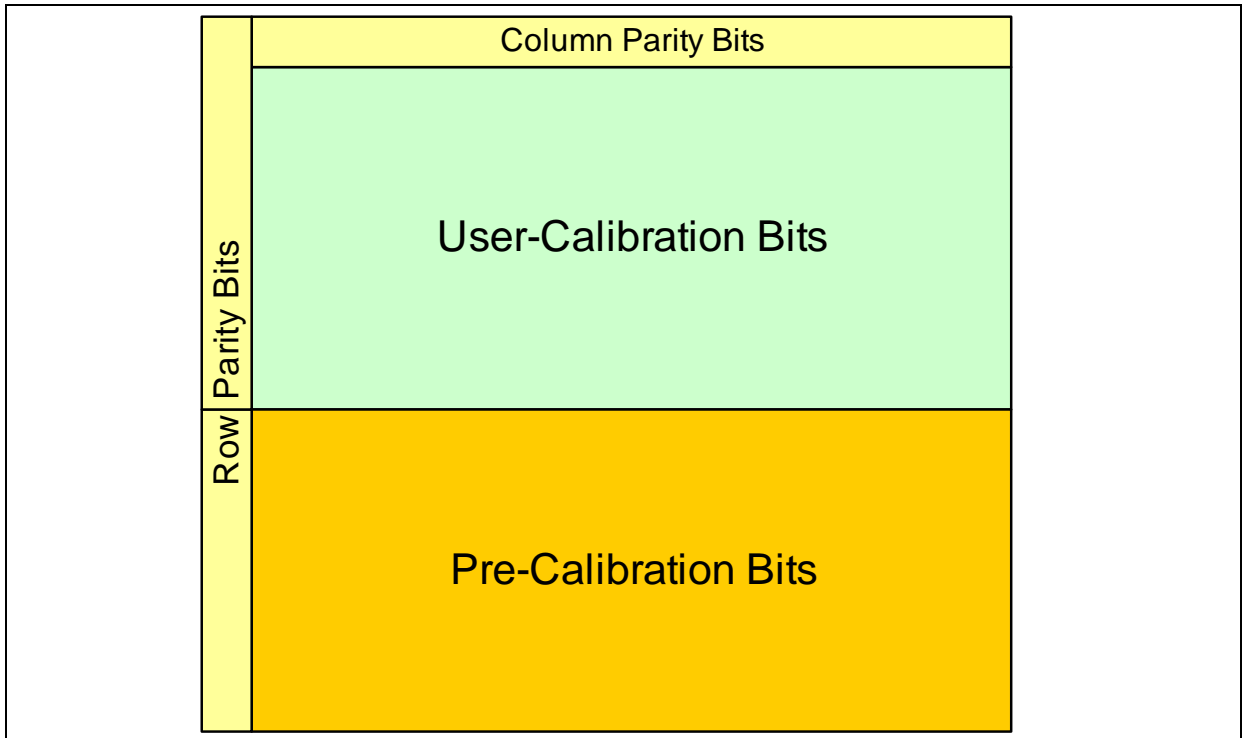 Column Parity Bits
User-Calibration Bits
Row Parity Bits
Pre-Calibration Bits